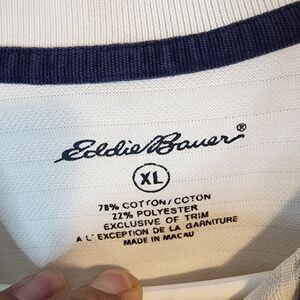 Eddie Bauer®
XL
78% COTTON/COTON
22% POLYESTER
EXCLUSIVE OF TRIM
A L'EXCEPTION DE LA GARNITURE
MADE IN MACAU